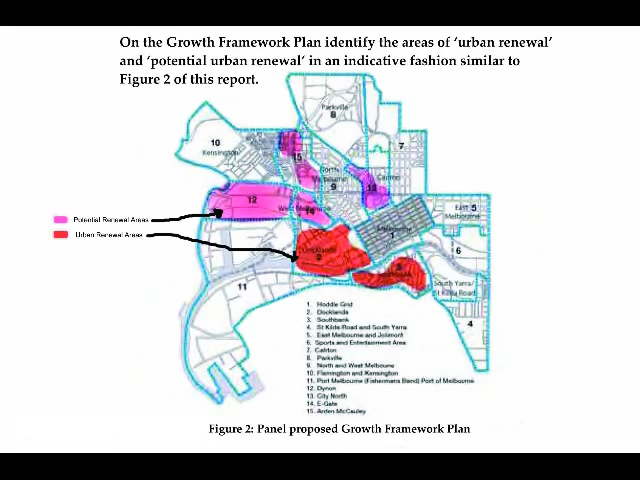 On the Growth Framework Plan identify the areas of ‘urban renewal’
and ‘potential urban renewal‘ in an indicative fashion similar to
Figure 2 of this report.
Parkville
8
10
Kensington
7
15
North
Melbourne
9
Carlton
13
12
West Melbourne
14
East 5
Melbourne
Melbourne
1
Potential Renewal Areas
Urban Renewal Areas
Docklands
2
6
3
11
South Yarra/
St Kilda Road
4
1. Hoddle Grid
2. Docklands
3. Southbank
4. St Kilda Road and South Yarra
5. East Melbourne and Jolimont
6. Sports and Entertainment Area
7. Carlton
8. Parkville
9. North and West Melbourne
10. Flemington and Kensington
11. Port Melbourne (Fishermans Bend) Port of Melbourne
12. Dynon
13. City North
14. E-Gate
15. Arden McCauley
Figure 2: Panel proposed Growth Framework Plan